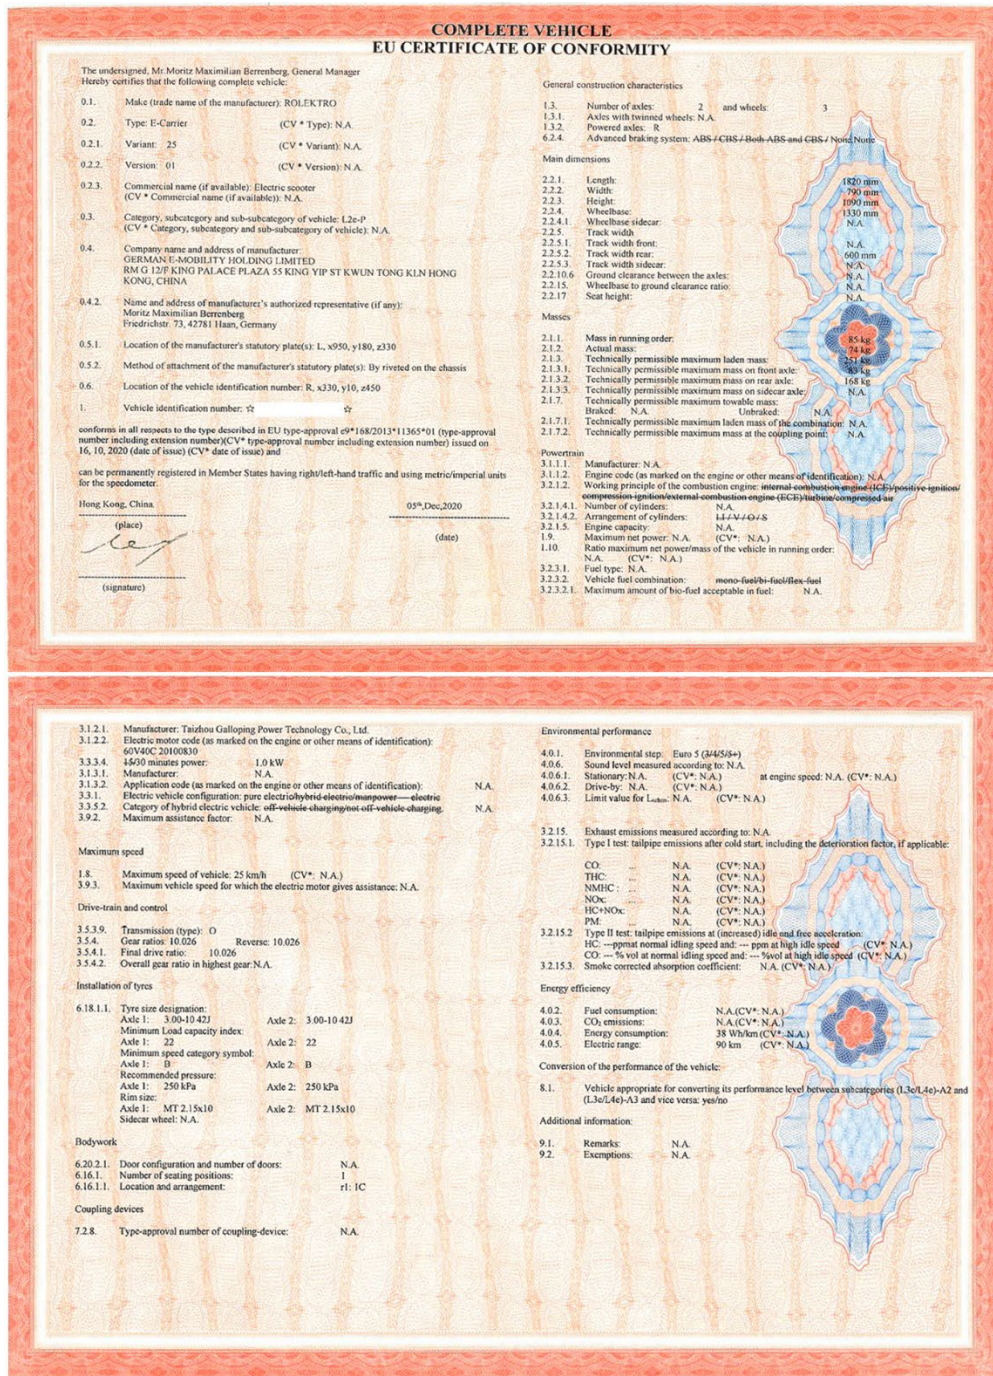 COMPLETE VEHICLE
EU CERTIFICATE OF CONFORMITY
The undersigned, Mr. Moritz Maximilian Berrenberg, General Manager
Hereby certifies that the following complete vehicle:
0.1. Make (trade name of the manufacturer): ROLEKTRO
0.2. Type: E-Carrier (CV * Type): N.A.
0.2.1. Variant: 25 (CV * Variant): N.A.
0.2.2. Version: 01 (CV * Version): N.A.
0.2.3. Commercial name (if available): Electric scooter
(CV * Commercial name (if available)): N.A.
0.3. Category, subcategory and sub-subcategory of vehicle: L2e-P
(CV * Category, subcategory and sub-subcategory of vehicle): N.A.
0.4. Company name and address of manufacturer:
GERMAN E-MOBILITY HOLDING LIMITED
RM G 12/F KING PALACE PLAZA 55 KING YIP ST KWUN TONG KLN HONG
KONG, CHINA
0.4.2. Name and address of manufacturer's authorized representative (if any):
Moritz Maximilian Berrenberg
Friedrichstr. 73, 42781 Haan, Germany
0.5.1. Location of the manufacturer's statutory plate(s): L, x950, y180, z330
0.5.2. Method of attachment of the manufacturer's statutory plate(s): By riveted on the chassis
0.6. Location of the vehicle identification number: R, x330, y10, z450
1. Vehicle identification number: ☆ ☆
conforms in all respects to the type described in EU type-approval e9*168/2013*11365*01 (type-approval
number including extension number)(CV* type-approval number including extension number) issued on
16, 10, 2020 (date of issue) (CV* date of issue) and
can be permanently registered in Member States having right/left-hand traffic and using metric/imperial units
for the speedometer.
Hong Kong, China. 05th,Dec,2020
(place) (date)
(signature)
General construction characteristics
1.3. Number of axles: 2 and wheels: 3
1.3.1. Axles with twinned wheels: N.A.
1.3.2. Powered axles: R
6.2.4. Advanced braking system: ABS / CBS / Both ABS and CBS / None None
Main dimensions
2.2.1. Length: 1820 mm
2.2.2. Width: 790 mm
2.2.3. Height: 1090 mm
2.2.4. Wheelbase: 1330 mm
2.2.4.1. Wheelbase sidecar: N.A.
2.2.5. Track width
2.2.5.1. Track width front: N.A.
2.2.5.2. Track width rear: 600 mm
2.2.5.3. Track width sidecar: N.A.
2.2.10.6 Ground clearance between the axles: N.A.
2.2.15. Wheelbase to ground clearance ratio: N.A.
2.2.17 Seat height: N.A.
Masses
2.1.1. Mass in running order: 85 kg
2.1.2. Actual mass: 74 kg
2.1.3. Technically permissible maximum laden mass: 251 kg
2.1.3.1. Technically permissible maximum mass on front axle: 83 kg
2.1.3.2. Technically permissible maximum mass on rear axle: 168 kg
2.1.3.3. Technically permissible maximum mass on sidecar axle: N.A.
2.1.7. Technically permissible maximum towable mass:
Braked: N.A. Unbraked: N.A.
2.1.7.1. Technically permissible maximum laden mass of the combination: N.A.
2.1.7.2. Technically permissible maximum mass at the coupling point: N.A.
Powertrain
3.1.1.1. Manufacturer: N.A.
3.1.1.2. Engine code (as marked on the engine or other means of identification): N.A.
3.2.1.2. Working principle of the combustion engine: internal combustion engine (ICE)/positive ignition/
compression ignition/external combustion engine (ECE)/turbine/compressed air
3.2.1.4.1. Number of cylinders: N.A.
3.2.1.4.2. Arrangement of cylinders: LI / V / O / S
3.2.1.5. Engine capacity: N.A.
1.9. Maximum net power: N.A. (CV*: N.A.)
1.10. Ratio maximum net power/mass of the vehicle in running order:
N.A. (CV*: N.A.)
3.2.3.1. Fuel type: N.A.
3.2.3.2. Vehicle fuel combination: mono-fuel/bi-fuel/flex-fuel
3.2.3.2.1. Maximum amount of bio-fuel acceptable in fuel: N.A.
3.1.2.1. Manufacturer: Taizhou Galloping Power Technology Co., Ltd.
3.1.2.2. Electric motor code (as marked on the engine or other means of identification):
60V40C 20100830
3.3.3.4. 15/30 minutes power: 1.0 kW
3.1.3.1. Manufacturer: N.A.
3.1.3.2. Application code (as marked on the engine or other means of identification): N.A.
3.3.1. Electric vehicle configuration: pure electric/hybrid electric/manpower — electric
3.3.5.2. Category of hybrid electric vehicle: off-vehicle charging/not off-vehicle charging. N.A.
3.9.2. Maximum assistance factor: N.A.
Maximum speed
1.8. Maximum speed of vehicle: 25 km/h (CV*: N.A.)
3.9.3. Maximum vehicle speed for which the electric motor gives assistance: N.A.
Drive-train and control
3.5.3.9. Transmission (type): O
3.5.4. Gear ratios: 10.026 Reverse: 10.026
3.5.4.1. Final drive ratio: 10.026
3.5.4.2. Overall gear ratio in highest gear:N.A.
Installation of tyres
6.18.1.1. Tyre size designation:
Axle 1: 3.00-10 42J Axle 2: 3.00-10 42J
Minimum Load capacity index:
Axle 1: 22 Axle 2: 22
Minimum speed category symbol:
Axle 1: B Axle 2: B
Recommended pressure:
Axle 1: 250 kPa Axle 2: 250 kPa
Rim size:
Axle 1: MT 2.15x10 Axle 2: MT 2.15x10
Sidecar wheel: N.A.
Bodywork
6.20.2.1. Door configuration and number of doors: N.A.
6.16.1. Number of seating positions: 1
6.16.1.1. Location and arrangement: r1: 1C
Coupling devices
7.2.8. Type-approval number of coupling-device: N.A.
Environmental performance
4.0.1. Environmental step: Euro 5 (3/4/5/5+)
4.0.6. Sound level measured according to: N.A.
4.0.6.1. Stationary:N.A. (CV*: N.A.) at engine speed: N.A. (CV*: N.A.)
4.0.6.2. Drive-by: N.A. (CV*: N.A.)
4.0.6.3. Limit value for N.A. (CV*: N.A.)
3.2.15. Exhaust emissions measured according to: N.A.
3.2.15.1. Type I test: tailpipe emissions after cold start, including the deterioration factor, if applicable:
CO: ... N.A. (CV*: N.A.)
THC: ... N.A. (CV*: N.A.)
NMHC : ... N.A. (CV*: N.A.)
NOx: ... N.A. (CV*: N.A.)
HC+NOx: N.A. (CV*: N.A.)
PM: ... N.A. (CV*: N.A.)
3.2.15.2 Type II test: tailpipe emissions at (increased) idle and free acceleration:
HC: ---ppmat normal idling speed and: --- ppm at high idle speed (CV*: N.A.)
CO: --- % vol at normal idling speed and: --- %vol at high idle speed (CV*: N.A.)
3.2.15.3. Smoke corrected absorption coefficient: N.A. (CV*: N.A.)
Energy efficiency
4.0.2. Fuel consumption: N.A.(CV*: N.A.)
4.0.3. CO₂ emissions: N.A.(CV*: N.A.)
4.0.4. Energy consumption: 38 Wh/km (CV*: N.A.)
4.0.5. Electric range: 90 km (CV*: N.A.)
Conversion of the performance of the vehicle:
8.1. Vehicle appropriate for converting its performance level between subcategories (L3e/L4e)-A2 and
(L3e/L4e)-A3 and vice versa: yes/no
Additional information:
9.1. Remarks: N.A.
9.2. Exemptions: N.A.